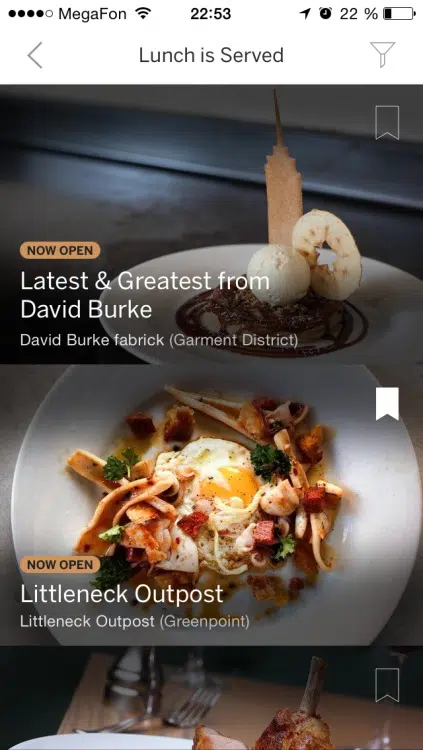 MegaFon 22:53 22 %
Lunch is Served
NOW OPEN
Latest & Greatest from
David Burke
David Burke fabrick (Garment District)
NOW OPEN
Littleneck Outpost
Littleneck Outpost (Greenpoint)